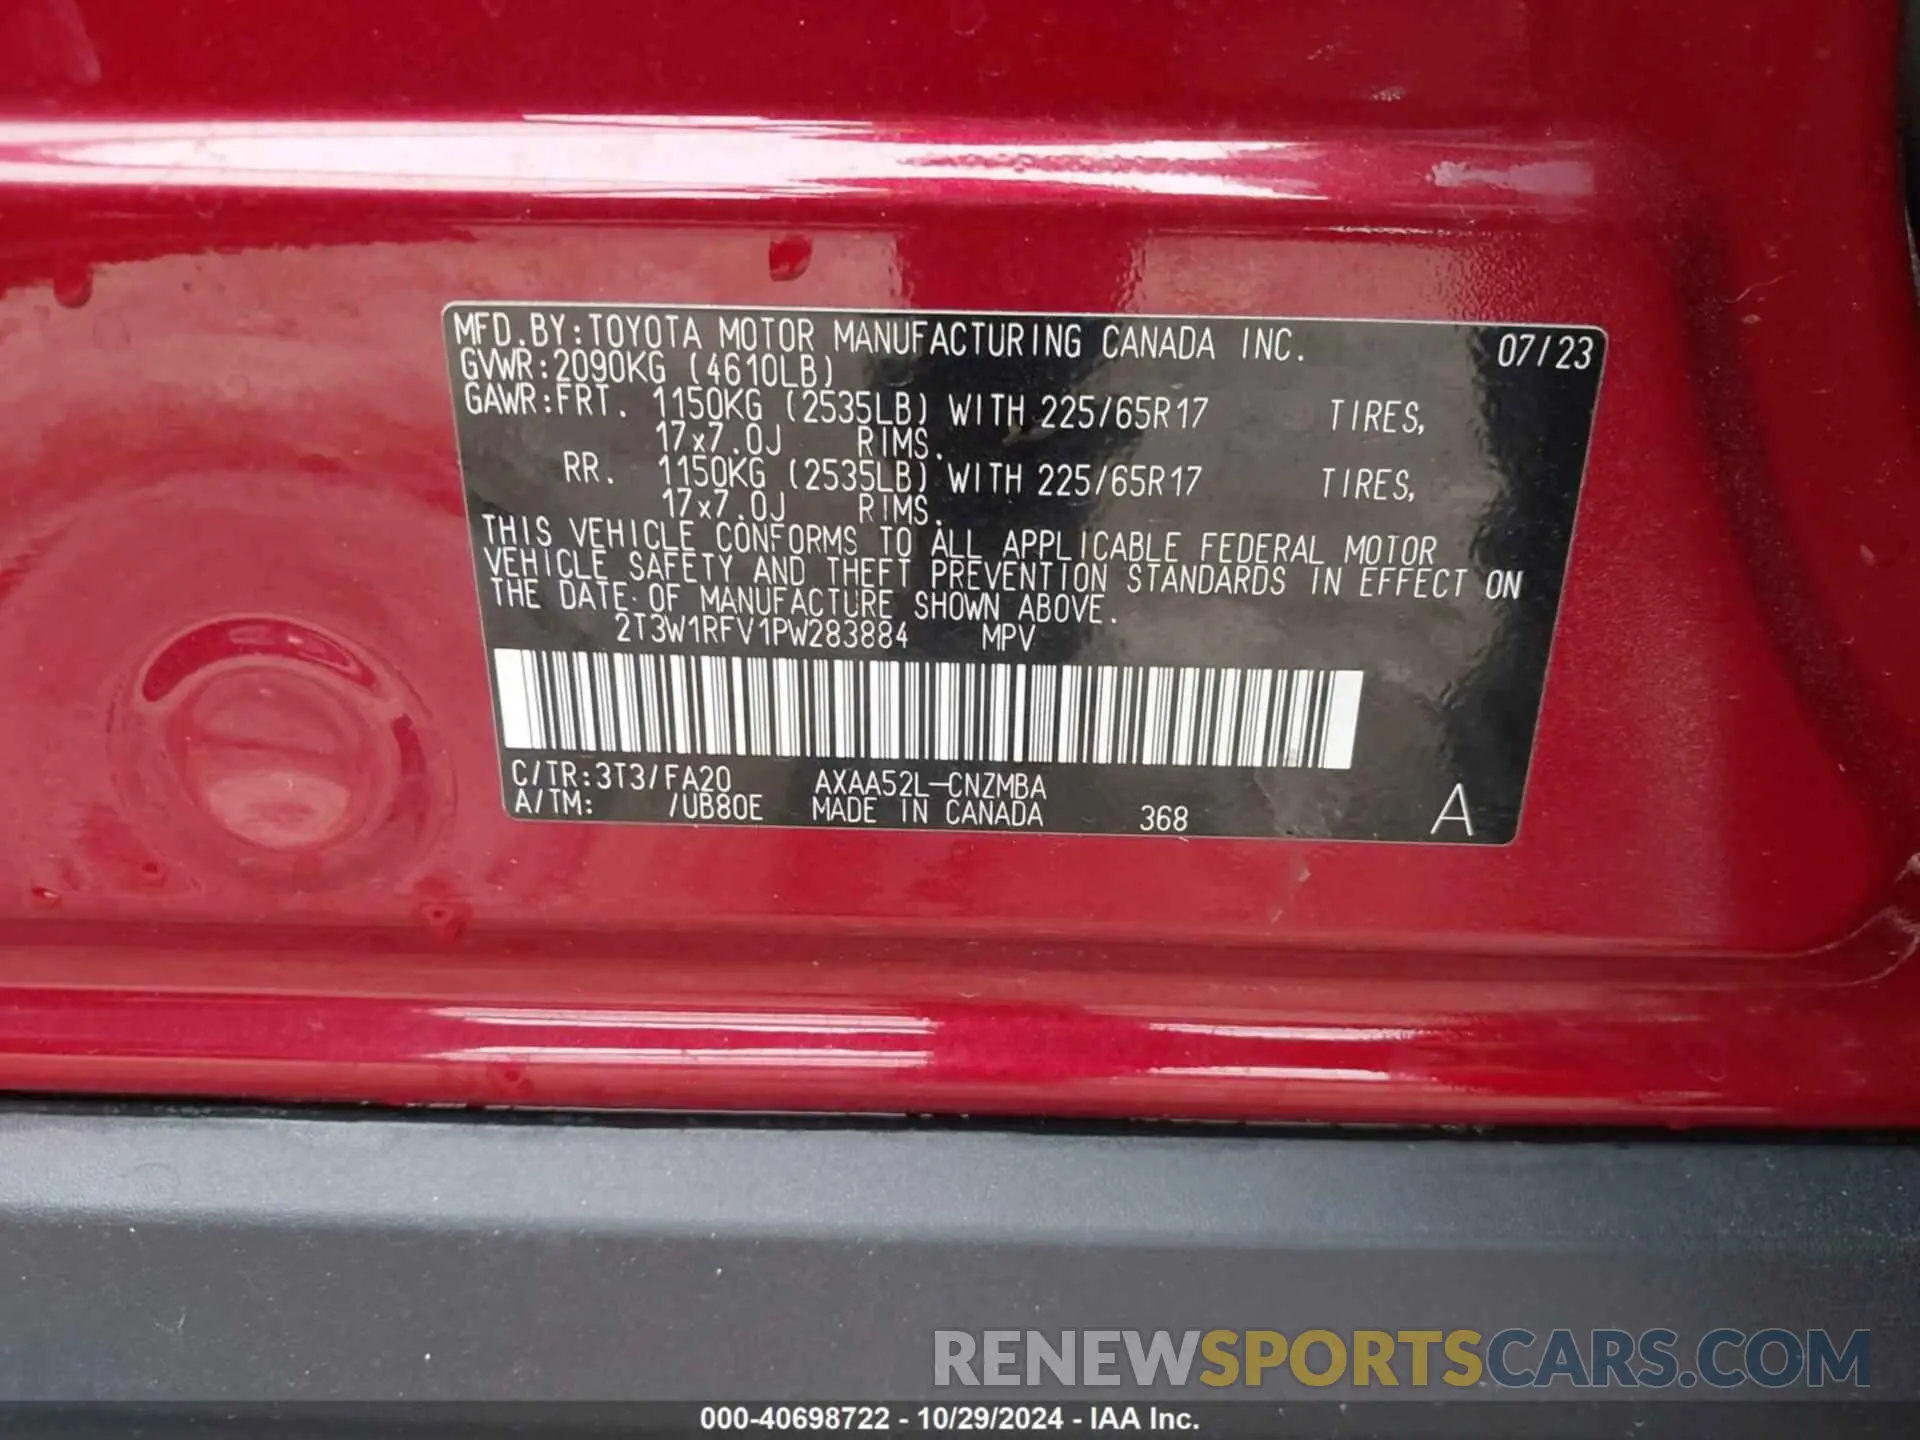 MFD.BY:TOYOTA MOTOR MANUFACTURING CANADA INC. 07/23
GVWR:2090KG (4610LB)
GAWR:FRT. 1150KG (2535LB) WITH 225/65R17 TIRES,
17x7.0J RIMS.
RR. 1150KG (2535LB) WITH 225/65R17 TIRES,
17x7.0J RIMS.
THIS VEHICLE CONFORMS TO ALL APPLICABLE FEDERAL MOTOR
VEHICLE SAFETY AND THEFT PREVENTION STANDARDS IN EFFECT ON
THE DATE OF MANUFACTURE SHOWN ABOVE.
2T3W1RFV1PW283884 MPV
C/TR:3T3/FA20 AXAA52L-CNZMBA
A/TM: /UB80E MADE IN CANADA 368 A
RENEWSPORTSCARS.COM
000-40698722 - 10/29/2024 - IAA Inc.